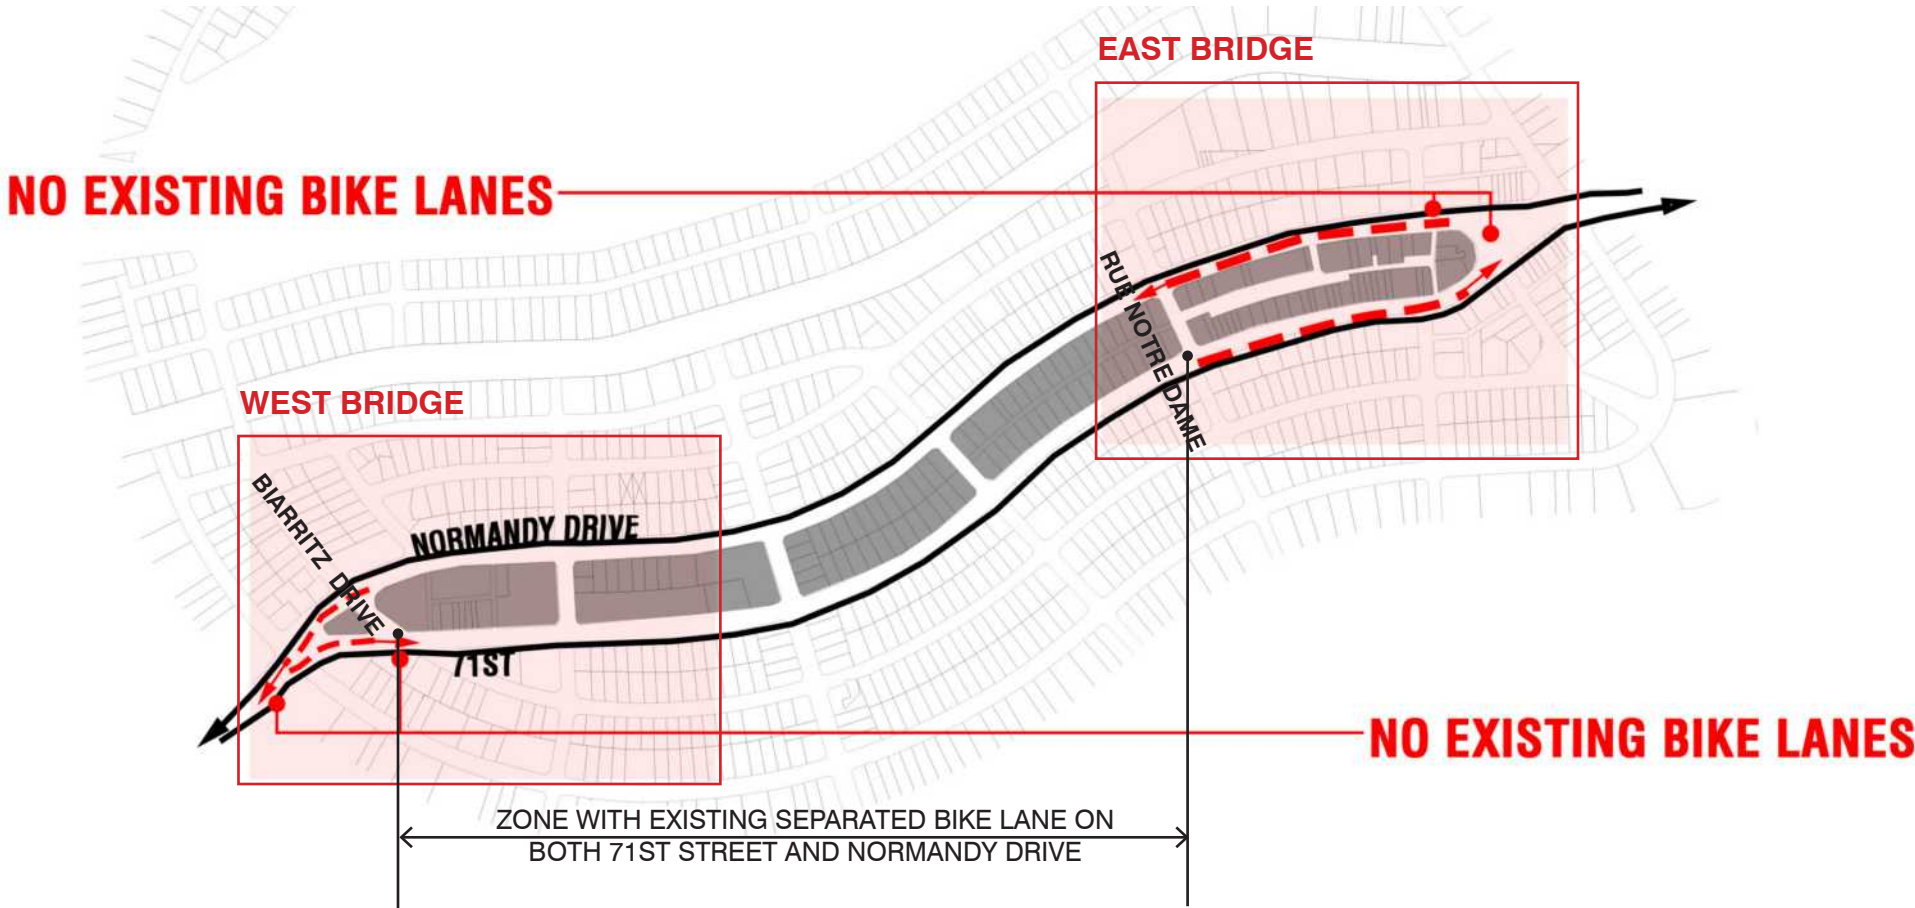 EAST BRIDGE
NO EXISTING BIKE LANES
RUE NOTRE DAME
WEST BRIDGE
BIARRITZ DRIVE
NORMANDY DRIVE
71ST
NO EXISTING BIKE LANES
ZONE WITH EXISTING SEPARATED BIKE LANE ON
BOTH 71ST STREET AND NORMANDY DRIVE